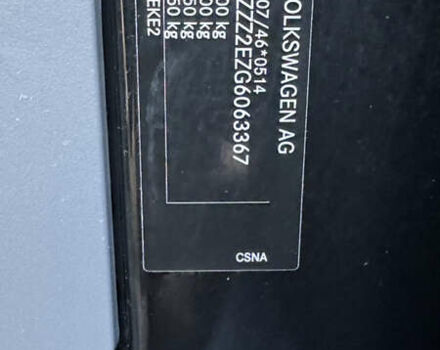 OLKSWAGEN AG
07/46*0514
ZZZ2EZG6063367
00 kg
00 kg
50 kg
50 kg
EKE2
CSNA